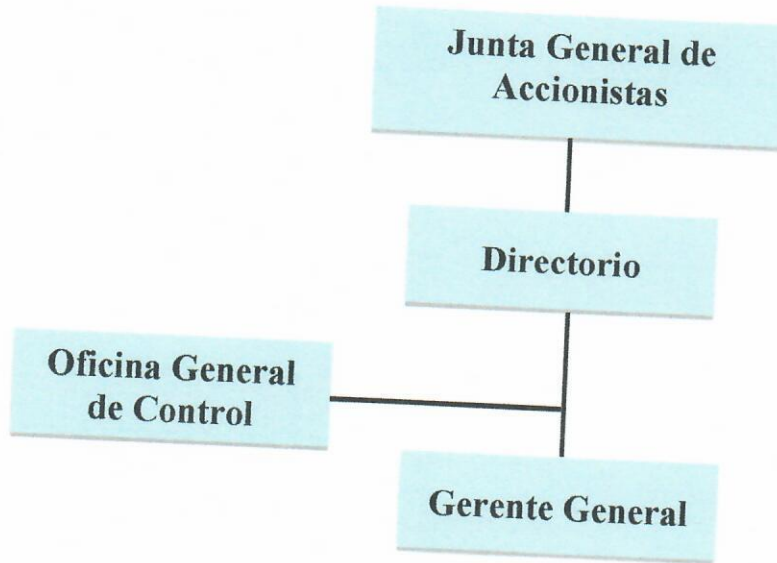 Junta General de
Accionistas
Directorio
Oficina General
de Control
Gerente General